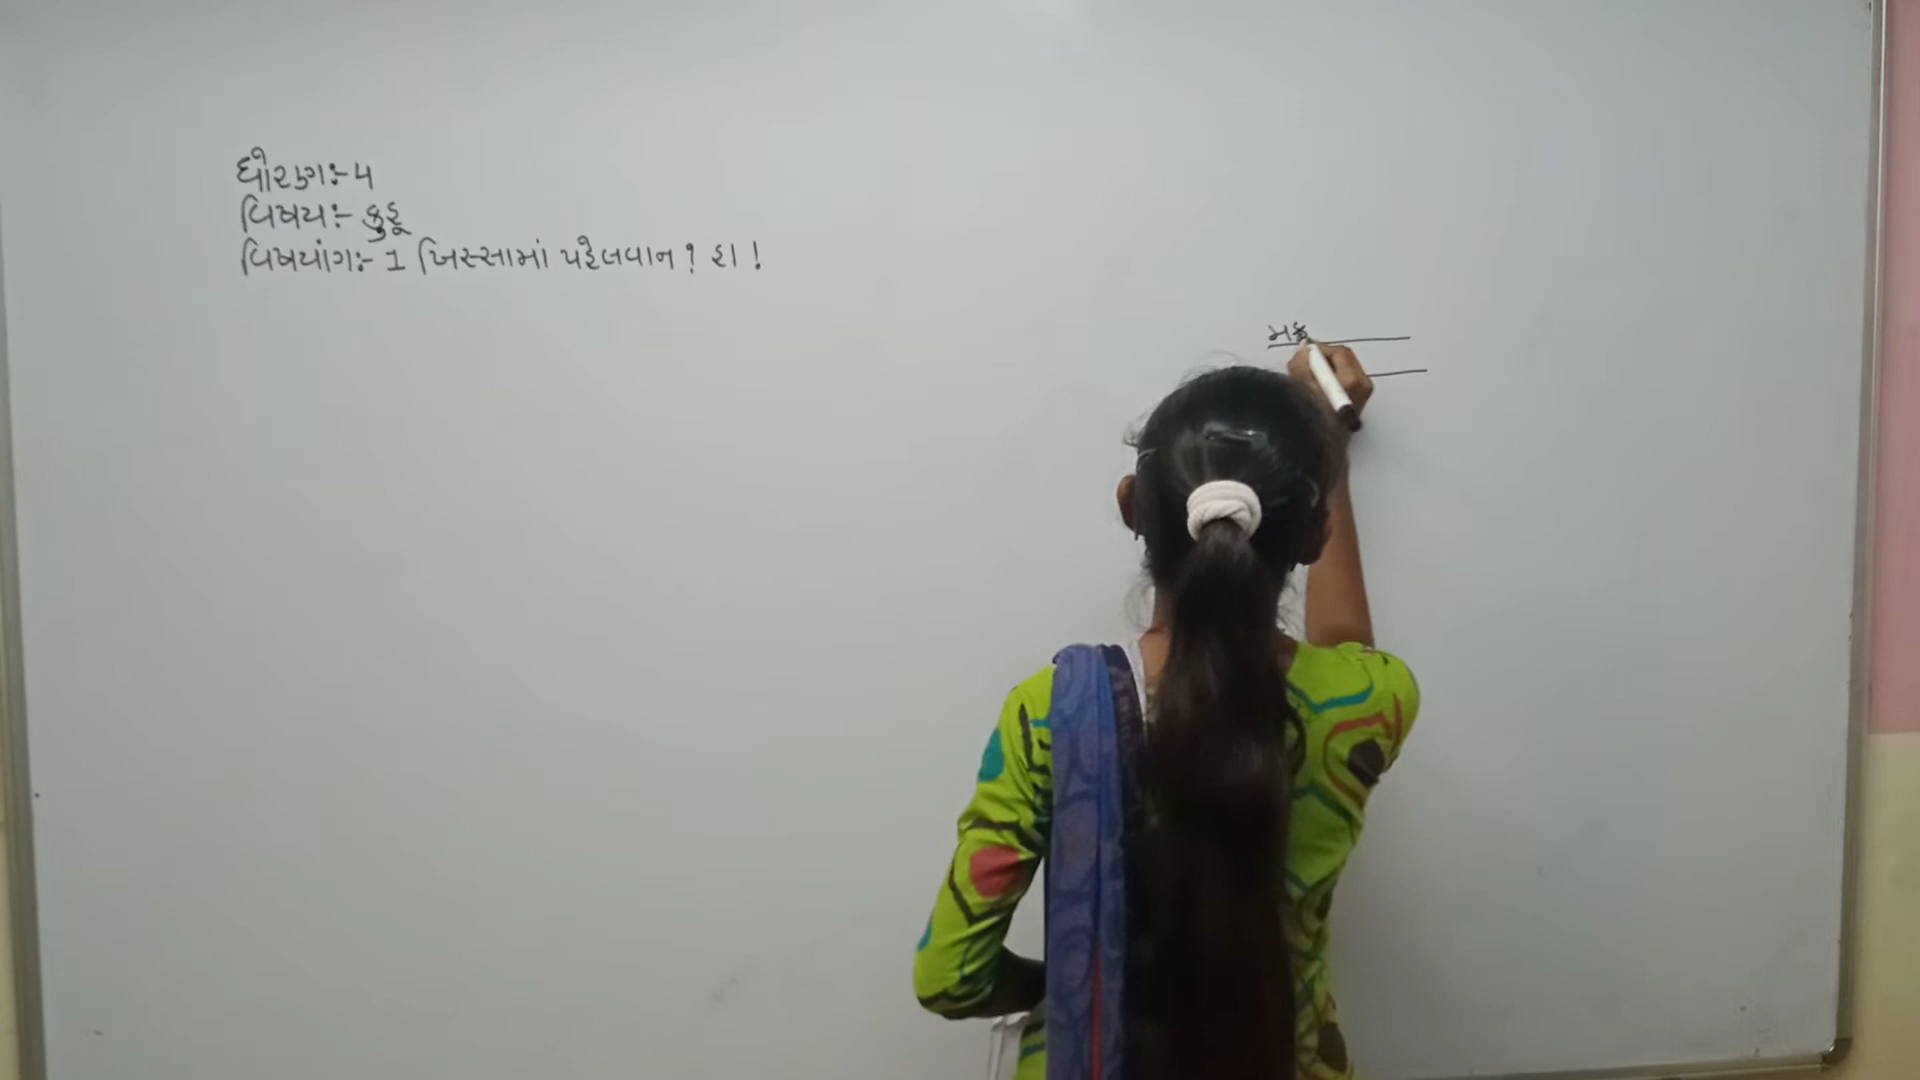 ધોરણઃ- ૫
વિષયઃ- કુહૂ
વિષયાંગઃ- 1 ખિસ્સામાં પહેલવાન ? હા !